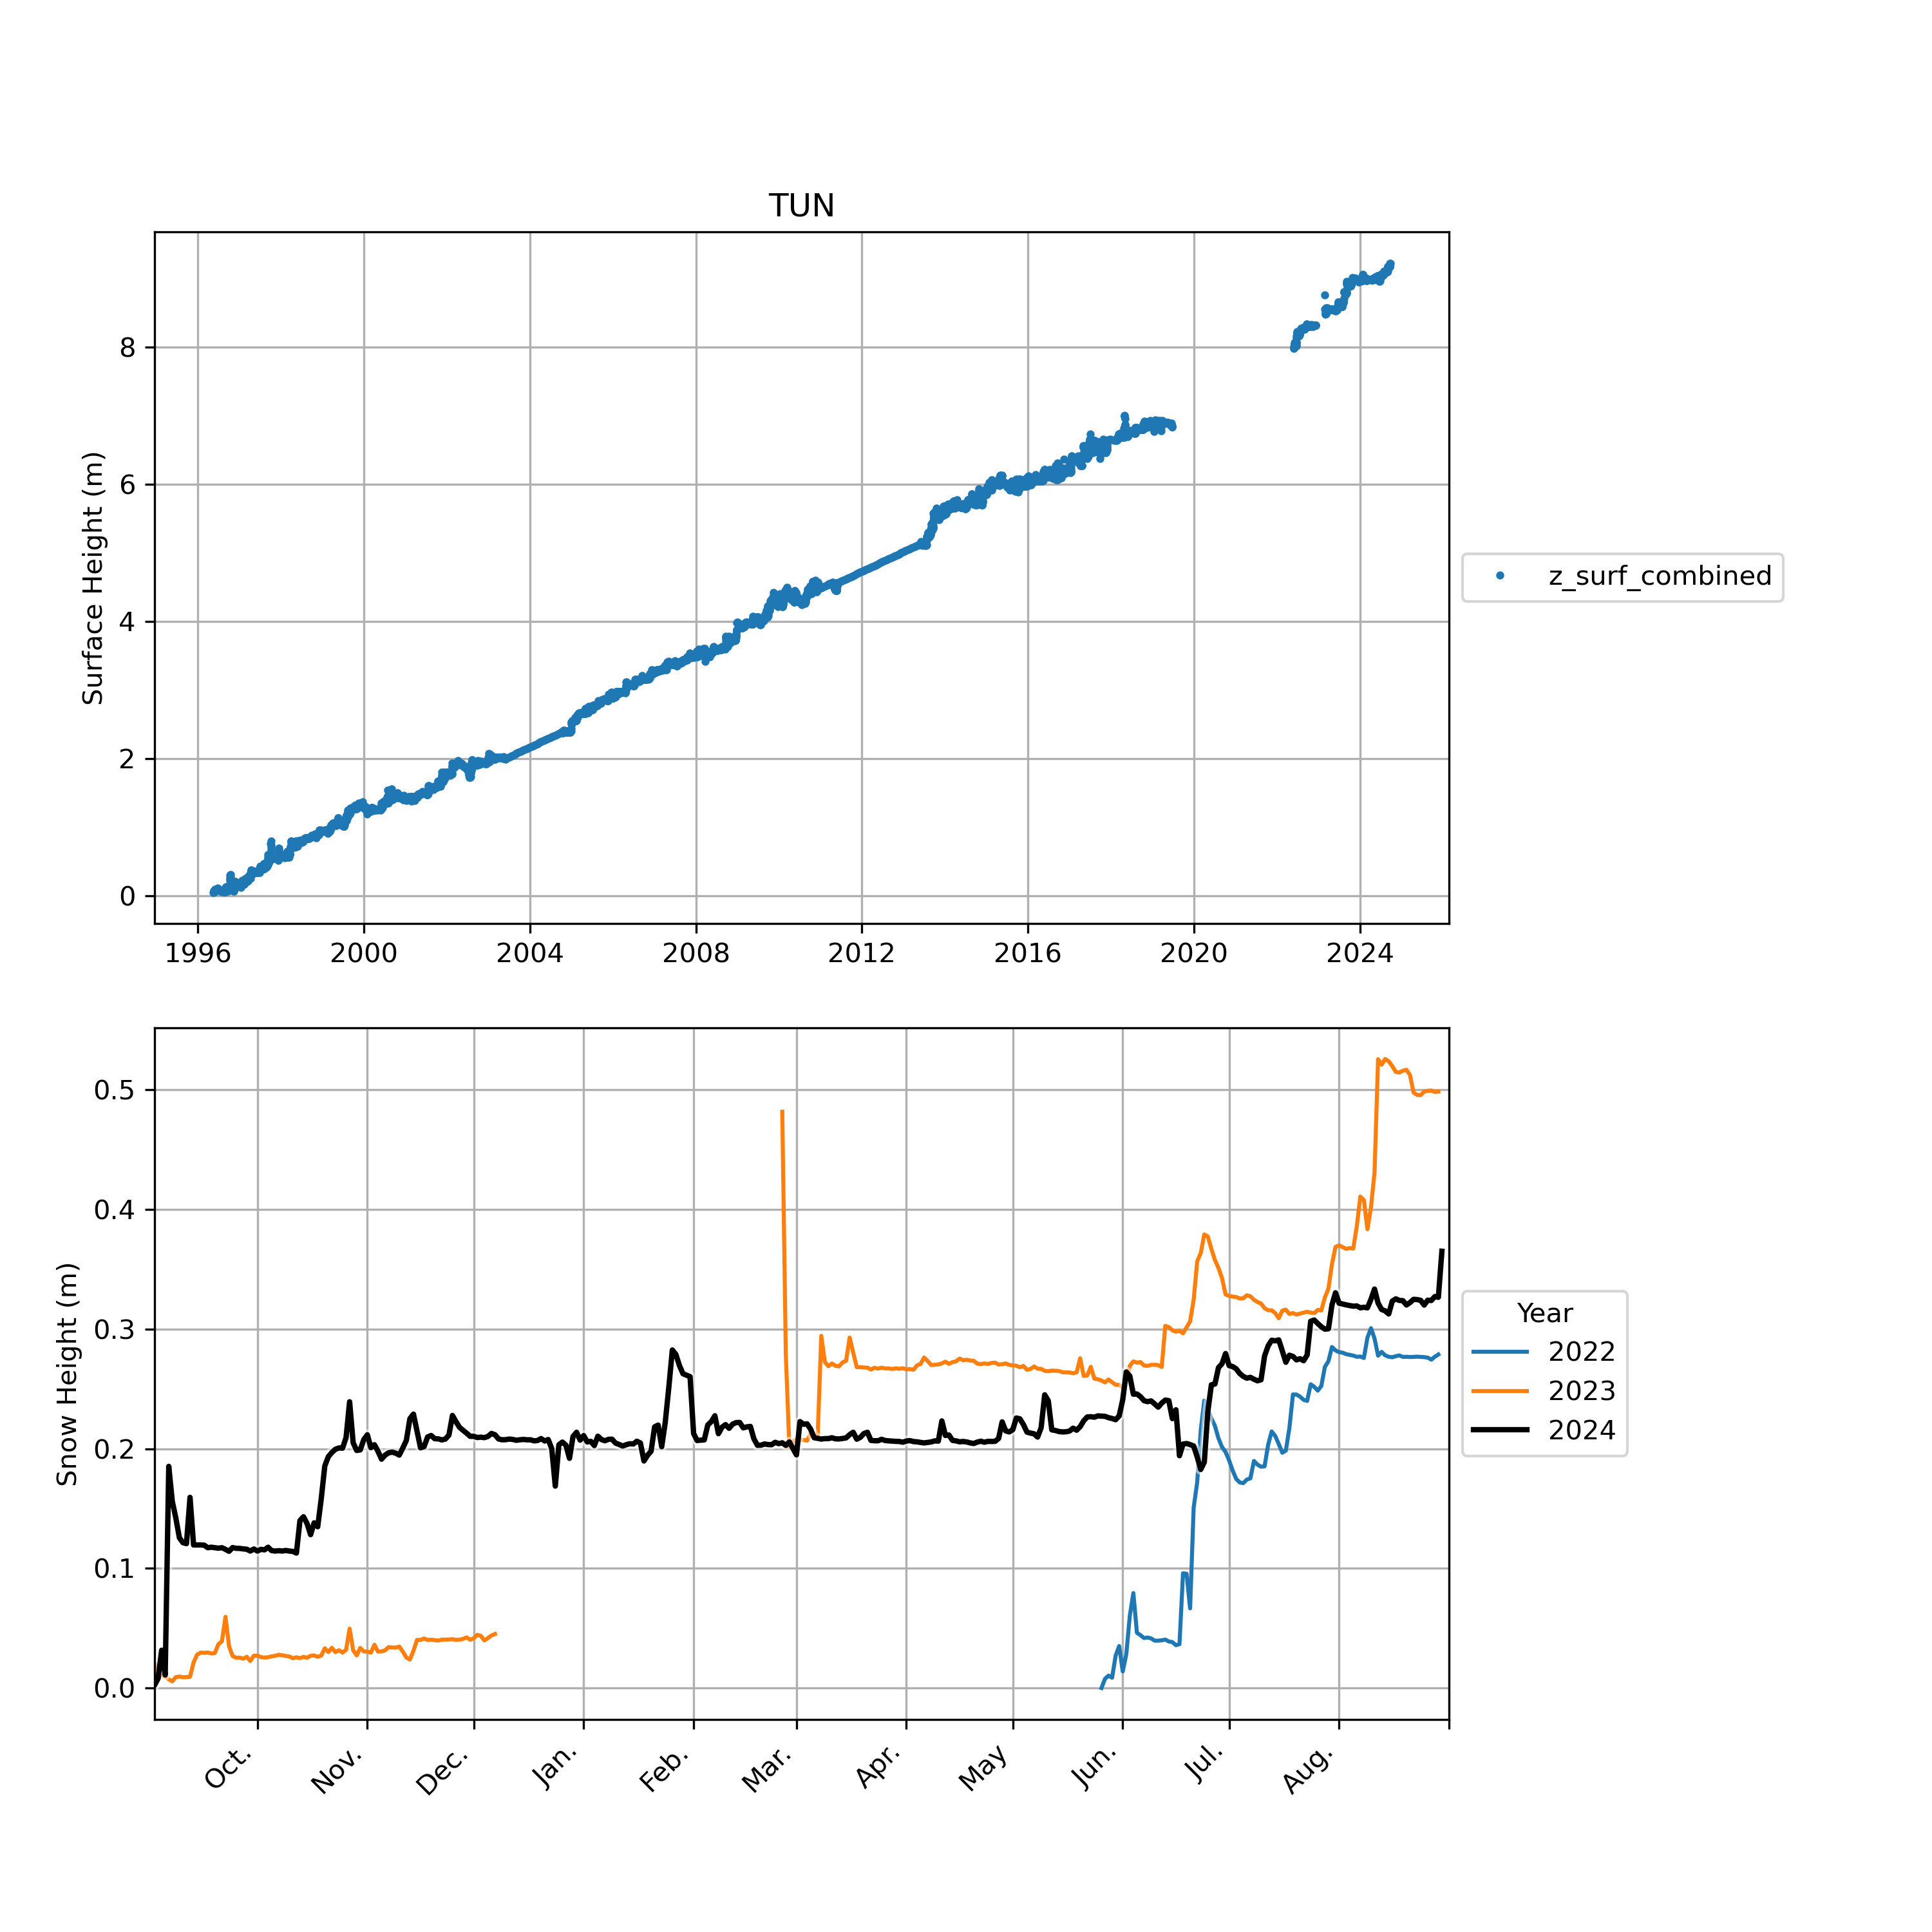 TUN
Surface Height (m)
8
6
4
2
0
1996 2000 2004 2008 2012 2016 2020 2024
z_surf_combined
Snow Height (m)
0.5
0.4
0.3
0.2
0.1
0.0
Oct. Nov. Dec. Jan. Feb. Mar. Apr. May Jun. Jul. Aug.
Year
2022
2023
2024